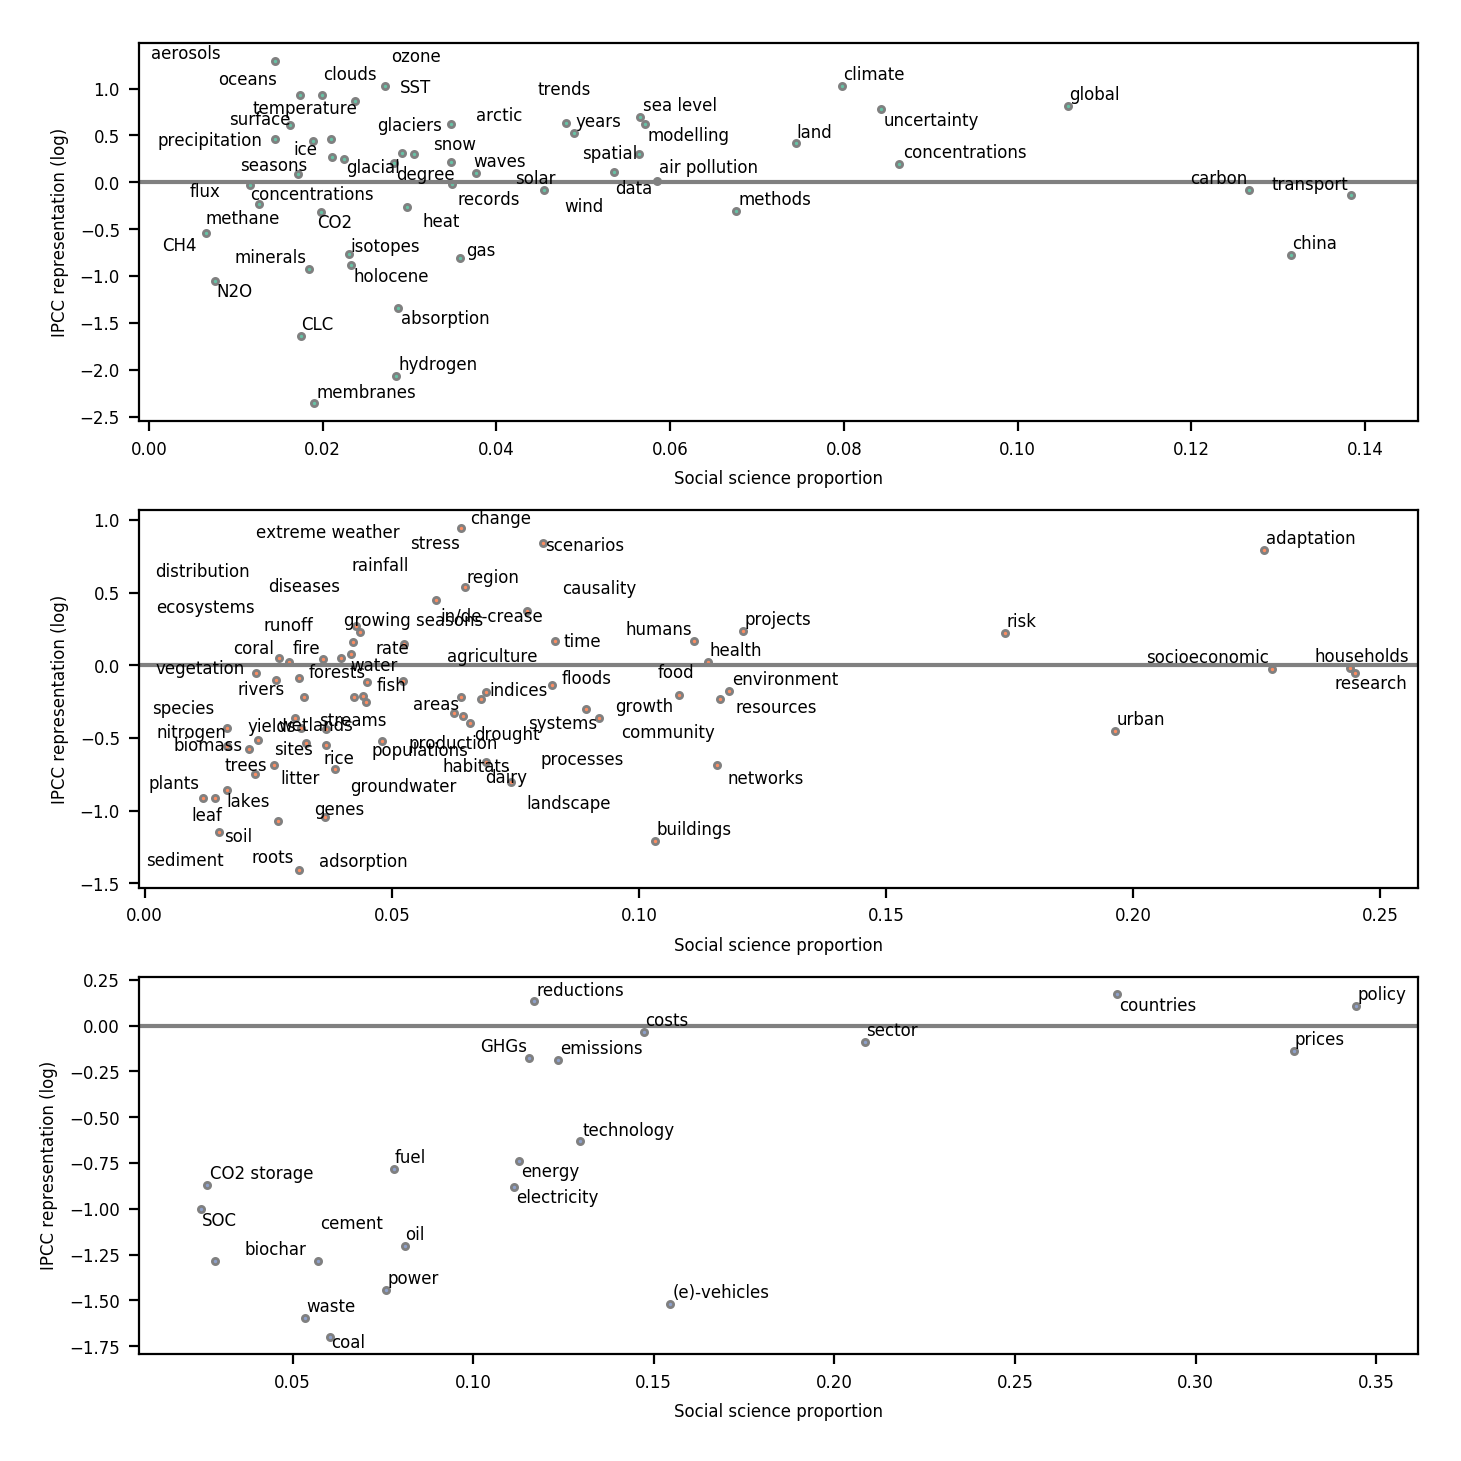 aerosols
ozone
oceans
clouds
SST
climate
trends
global
temperature
sea level
surface
glaciers
arctic
years
uncertainty
precipitation
ice
snow
modelling
land
seasons
glacial
waves
spatial
air pollution
concentrations
degree
solar
carbon
transport
flux
concentrations
records
data
methods
methane
CO2
heat
wind
CH4
minerals
isotopes
gas
china
holocene
N2O
CLC
absorption
hydrogen
membranes
1.0
0.5
0.0
−0.5
−1.0
−1.5
−2.0
−2.5
IPCC representation (log)
0.00 0.02 0.04 0.06 0.08 0.10 0.12 0.14
Social science proportion
change
extreme weather
stress
scenarios
adaptation
rainfall
distribution
region
diseases
causality
ecosystems
in/de-crease
growing seasons
projects
runoff
humans
risk
coral
fire
rate
time
health
agriculture
socioeconomic
households
vegetation
water
forests
food
environment
research
rivers
fish
indices
floods
species
areas
growth
resources
nitrogen
yields
wetlands
streams
systems
urban
biomass
sites
drought
community
production
populations
trees
rice
habitats
processes
plants
litter
groundwater
dairy
networks
lakes
leaf
genes
landscape
soil
buildings
sediment
roots
adsorption
1.0
0.5
0.0
−0.5
−1.0
−1.5
IPCC representation (log)
0.00 0.05 0.10 0.15 0.20 0.25
Social science proportion
reductions
policy
countries
costs
sector
GHGs
emissions
prices
technology
fuel
CO2 storage
energy
electricity
SOC
cement
oil
biochar
power
(e)-vehicles
waste
coal
0.25
0.00
−0.25
−0.50
−0.75
−1.00
−1.25
−1.50
−1.75
IPCC representation (log)
0.05 0.10 0.15 0.20 0.25 0.30 0.35
Social science proportion